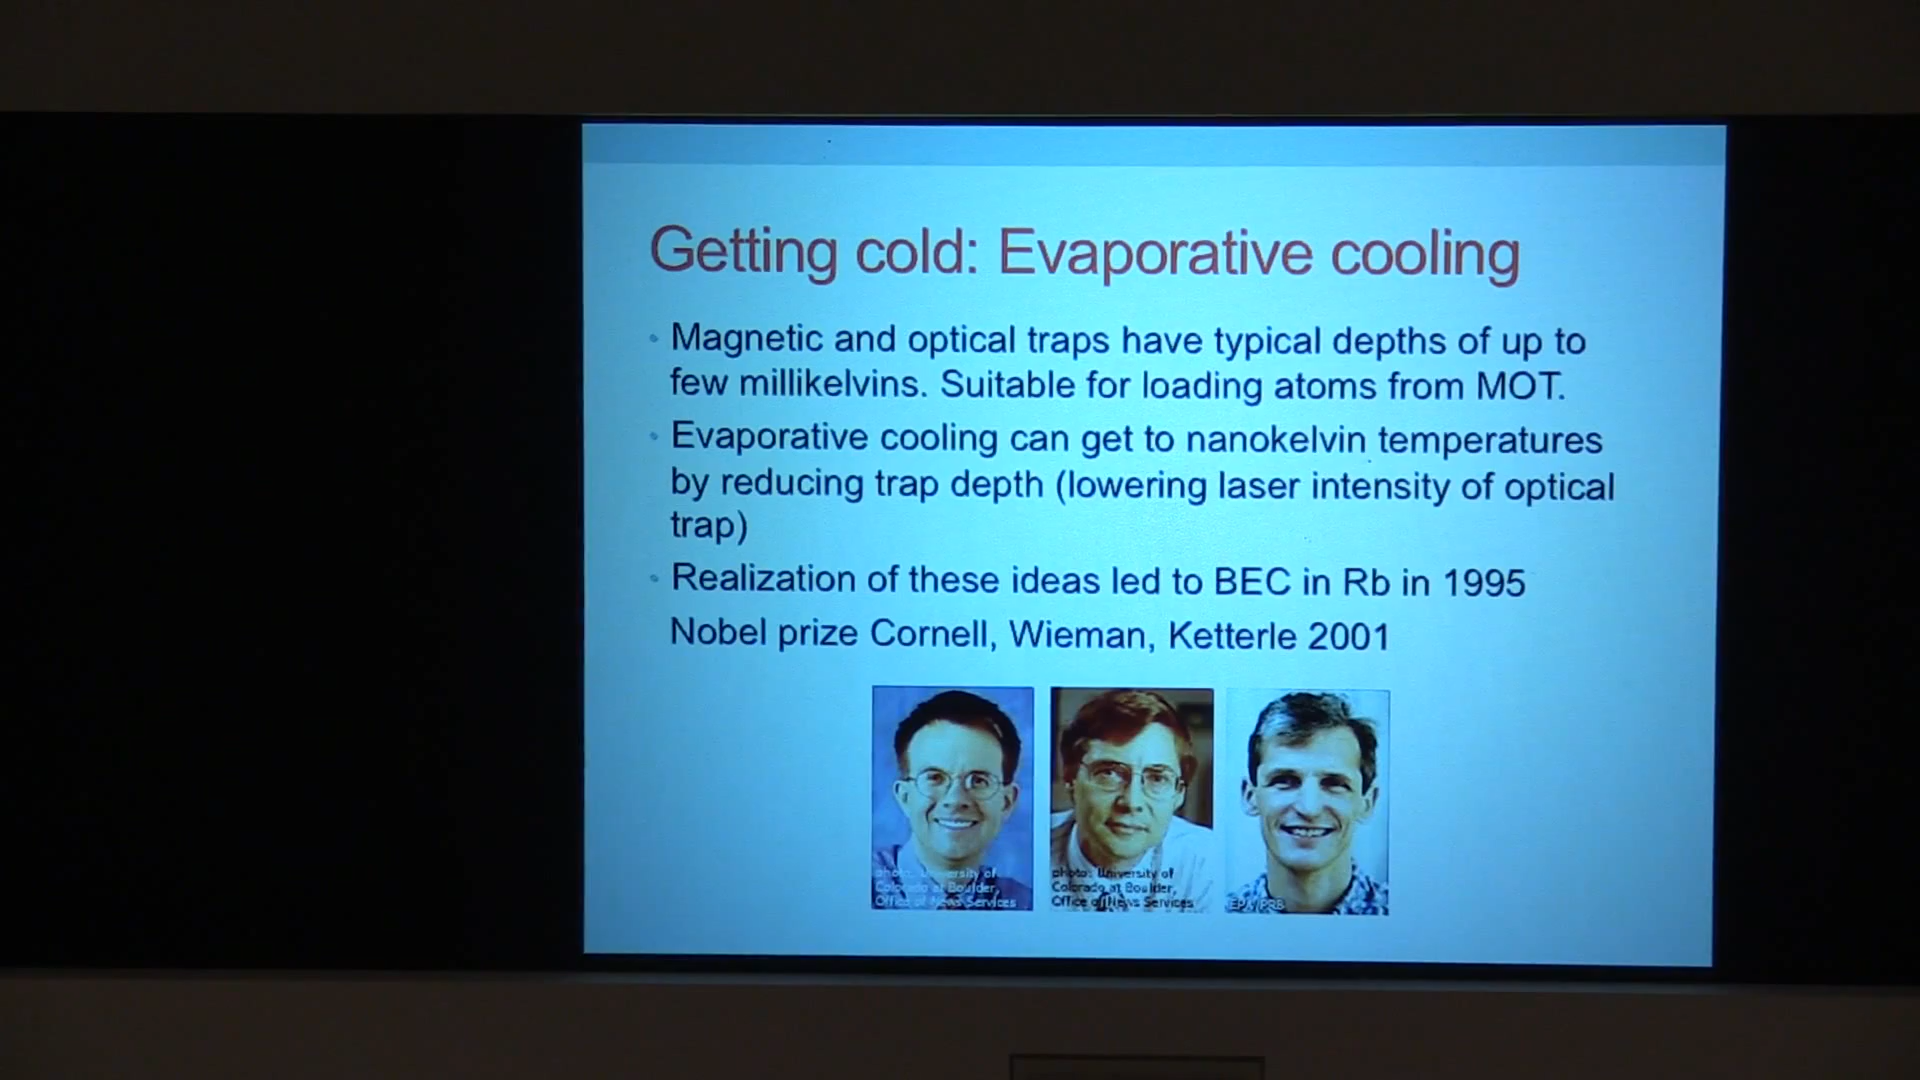 Getting cold: Evaporative cooling
• Magnetic and optical traps have typical depths of up to
few millikelvins. Suitable for loading atoms from MOT.
• Evaporative cooling can get to nanokelvin temperatures
by reducing trap depth (lowering laser intensity of optical
trap)
• Realization of these ideas led to BEC in Rb in 1995
Nobel prize Cornell, Wieman, Ketterle 2001
photo: University of
Colorado at Boulder,
Office of News Services
photo: University of
Colorado at Boulder,
Office of News Services
EPA/PRB